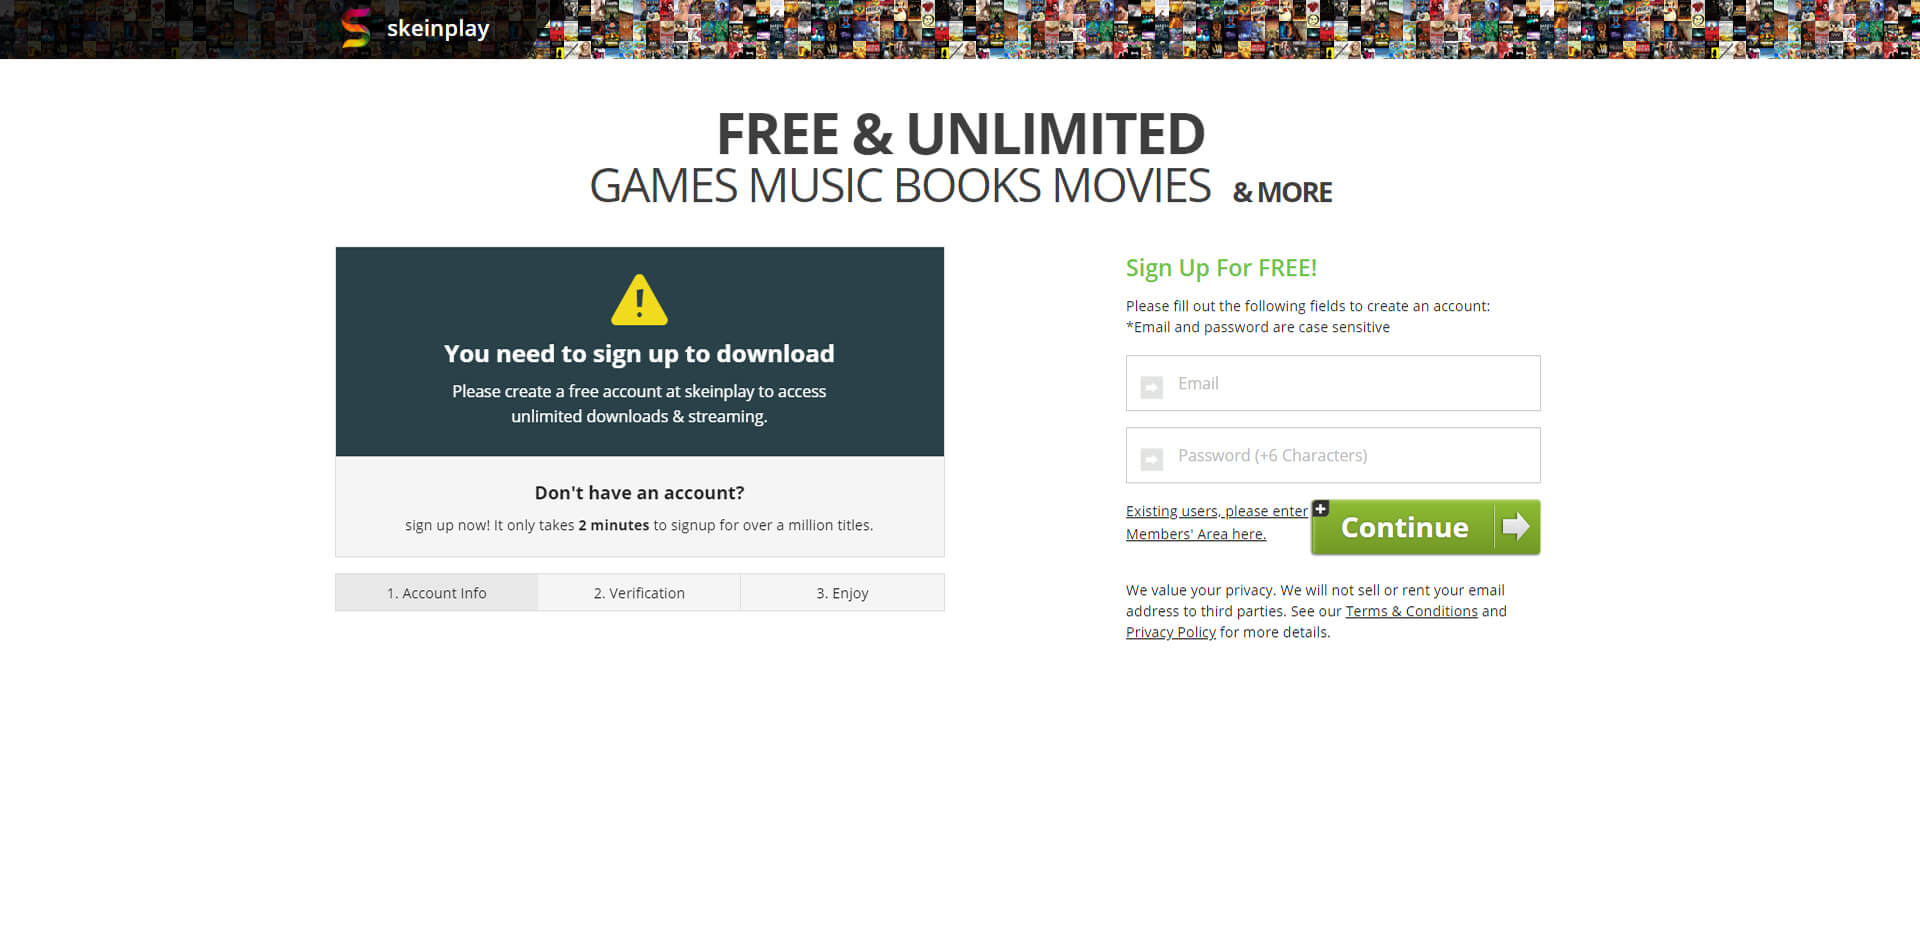 skeinplay
FREE & UNLIMITED
GAMES MUSIC BOOKS MOVIES & MORE
You need to sign up to download
Please create a free account at skeinplay to access
unlimited downloads & streaming.
Don't have an account?
sign up now! It only takes 2 minutes to signup for over a million titles.
1. Account Info
2. Verification
3. Enjoy
Sign Up For FREE!
Please fill out the following fields to create an account:
*Email and password are case sensitive
Email
Password (+6 Characters)
Existing users, please enter
Members' Area here.
Continue
We value your privacy. We will not sell or rent your email
address to third parties. See our Terms & Conditions and
Privacy Policy for more details.